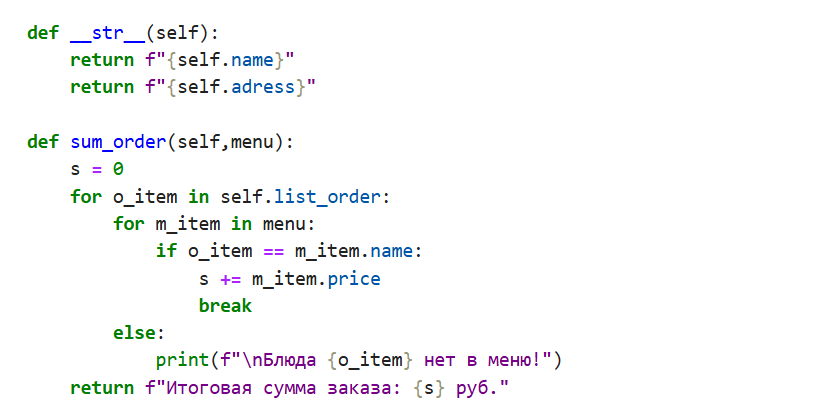 def __str__(self):
    return f"{self.name}"
    return f"{self.adress}"

def sum_order(self,menu):
    s = 0
    for o_item in self.list_order:
        for m_item in menu:
            if o_item == m_item.name:
                s += m_item.price
                break
        else:
            print(f"\nБлюда {o_item} нет в меню!")
    return f"Итоговая сумма заказа: {s} руб."